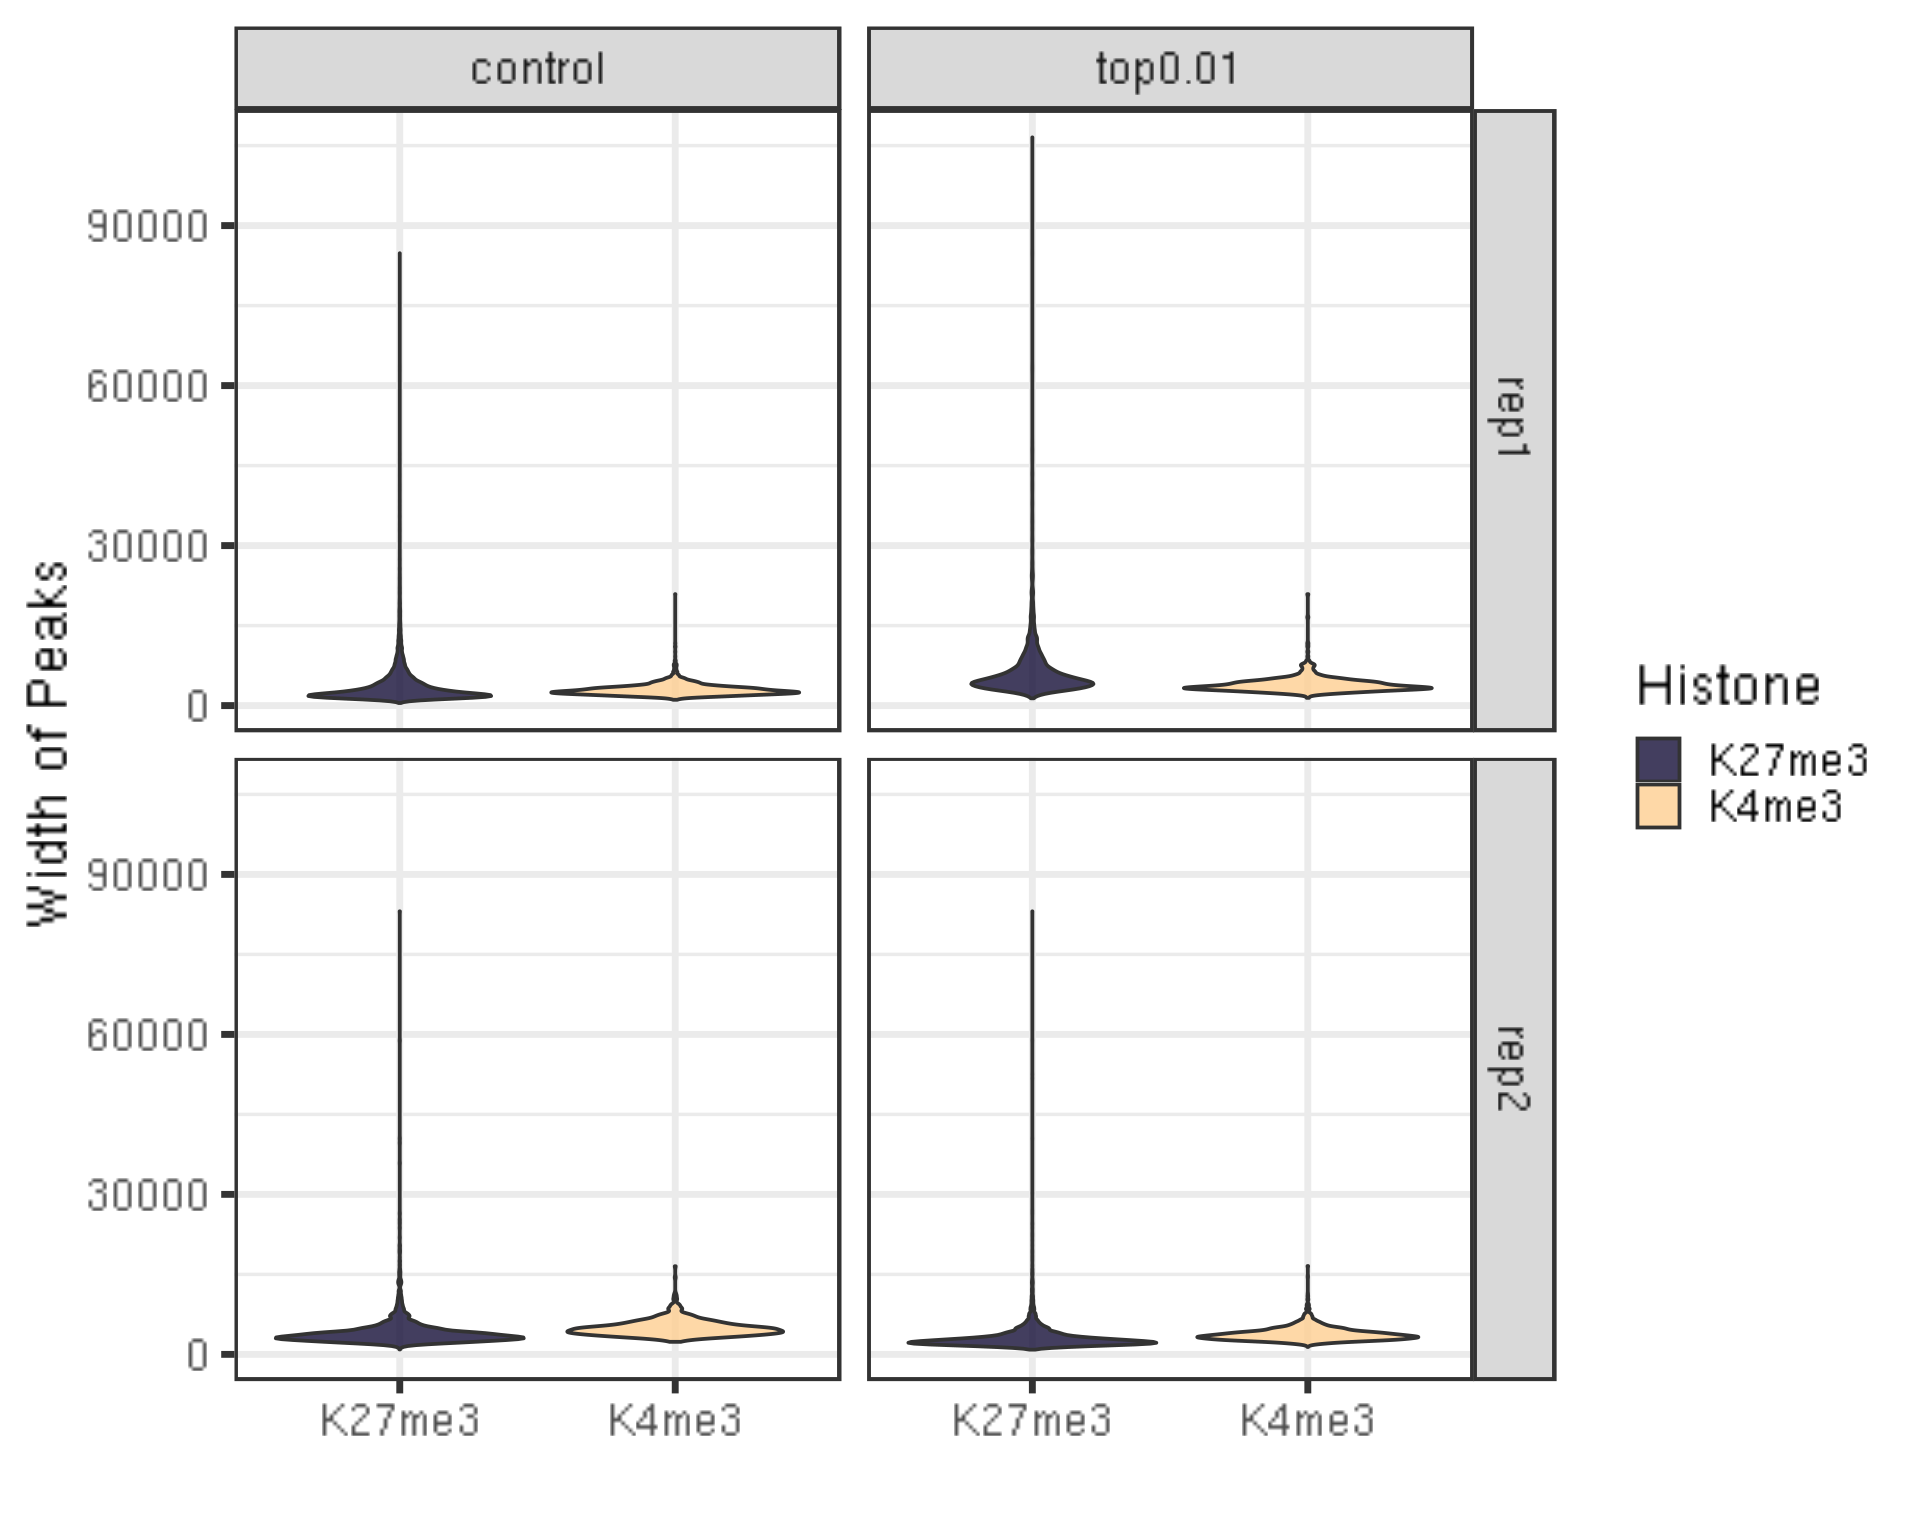 control
top0.01
90000
60000
30000
0
rep1
Width of Peaks
90000
60000
30000
0
rep2
K27me3
K4me3
K27me3
K4me3
Histone
K27me3
K4me3